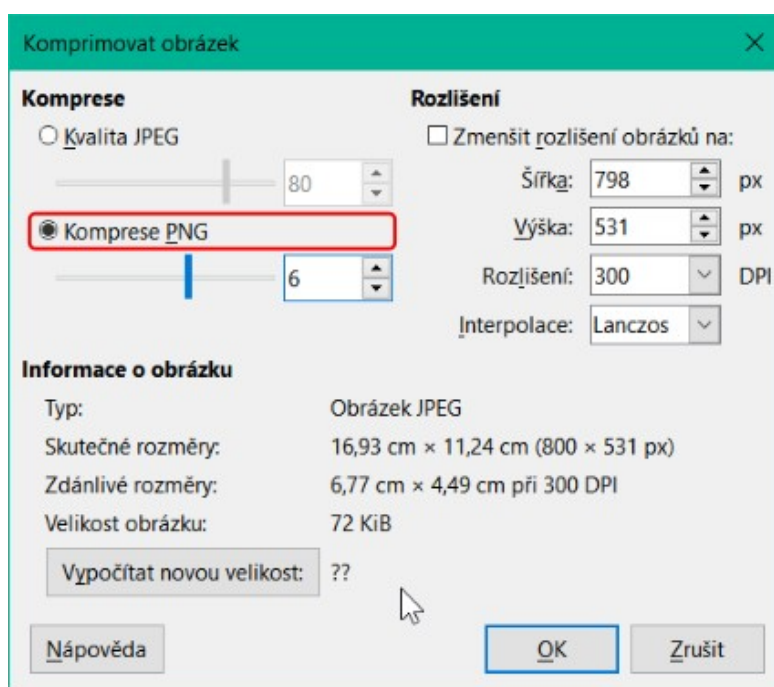 Komprimovat obrázek
Komprese
Kvalita JPEG
80
Komprese PNG
6
Rozlišení
Zmenšit rozlišení obrázků na:
Šířka: 798 px
Výška: 531 px
Rozlišení: 300 DPI
Interpolace: Lanczos
Informace o obrázku
Typ: Obrázek JPEG
Skutečné rozměry: 16,93 cm × 11,24 cm (800 × 531 px)
Zdánlivé rozměry: 6,77 cm × 4,49 cm při 300 DPI
Velikost obrázku: 72 KiB
Vypočítat novou velikost: ??
Nápověda OK Zrušit